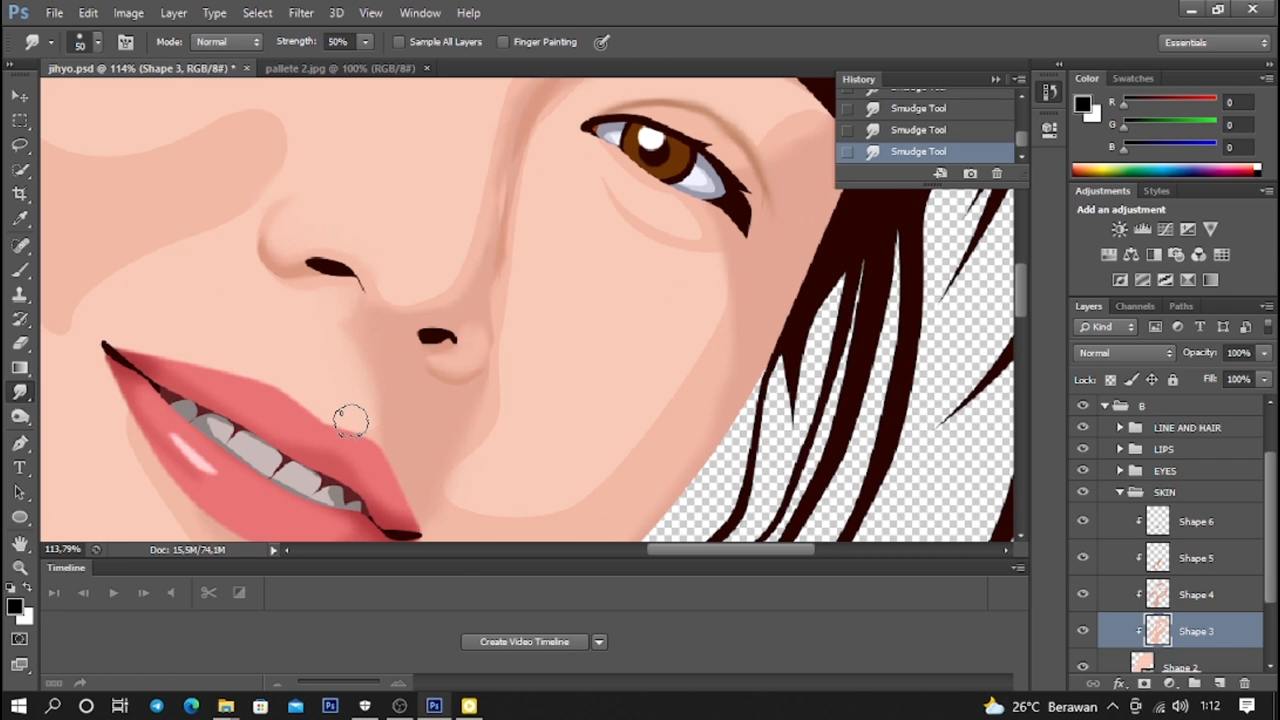 Ps File Edit Image Layer Type Select Filter 3D View Window Help
50 Mode: Normal Strength: 50% Sample All Layers Finger Painting Essentials
jihyo.psd @ 114% (Shape 3, RGB/8#) * × pallete 2.jpg @ 100% (RGB/8#) ×
History
Smudge Tool
Smudge Tool
Smudge Tool
Smudge Tool
Color Swatches
R 0
G 0
B 0
Adjustments Styles
Add an adjustment
Layers Channels Paths
Kind
Normal Opacity: 100%
Lock: Fill: 100%
B
LINE AND HAIR
LIPS
EYES
SKIN
Shape 6
Shape 5
Shape 4
Shape 3
Shape 2
113,79% Doc: 15,5M/74,1M
Timeline
Create Video Timeline
26°C Berawan 1:12